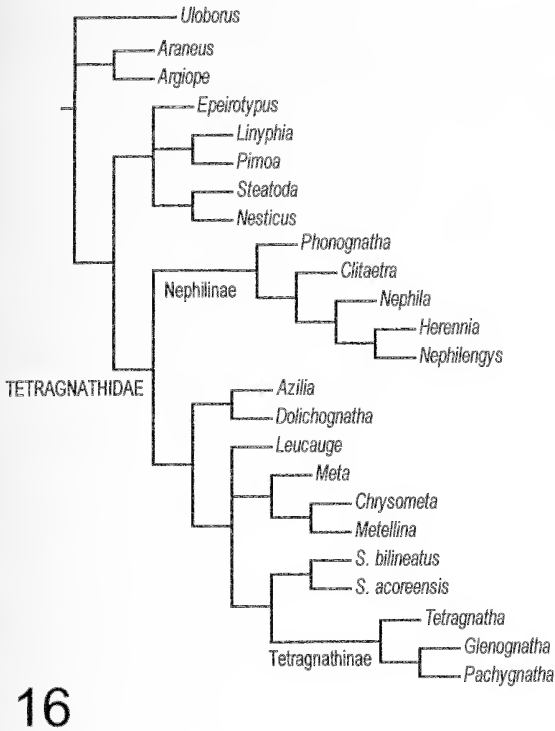 Uloborus
Araneus
Argiope
Epeirotypus
Linyphia
Pimoa
Steatoda
Nesticus
Phonognatha
Nephilinae
Clitaetra
Nephila
Herennia
Nephilengys
TETRAGNATHIDAE
Azilia
Dolichognatha
Leucauge
Meta
Chrysometa
Metellina
S. bilineatus
S. acoreensis
Tetragnatha
Glenognatha
Tetragnathinae
Pachygnatha
16